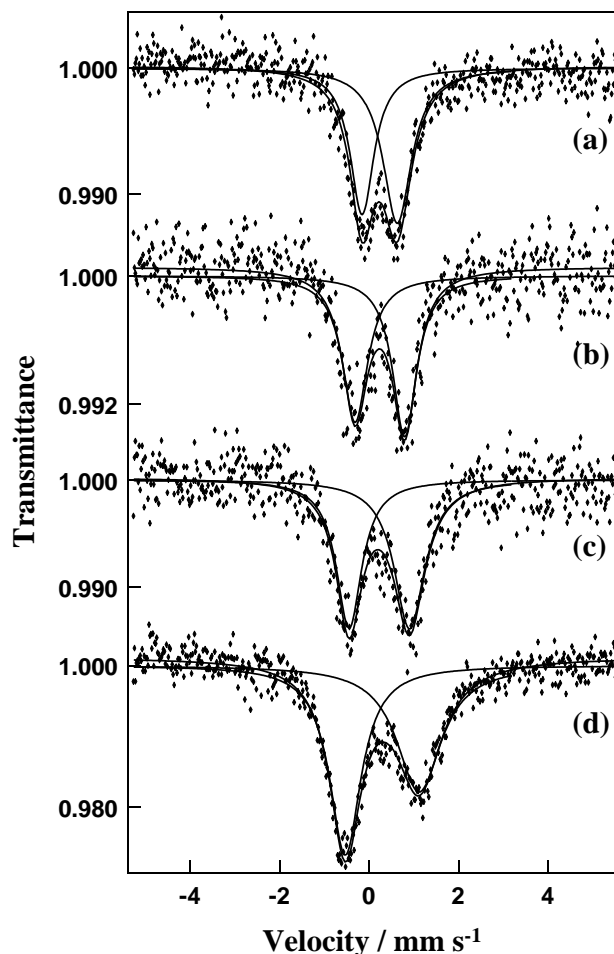 1.000
(a)
0.990
1.000
(b)
0.992
1.000
(c)
0.990
1.000
(d)
0.980
Transmittance
-4 -2 0 2 4
Velocity / mm s-1